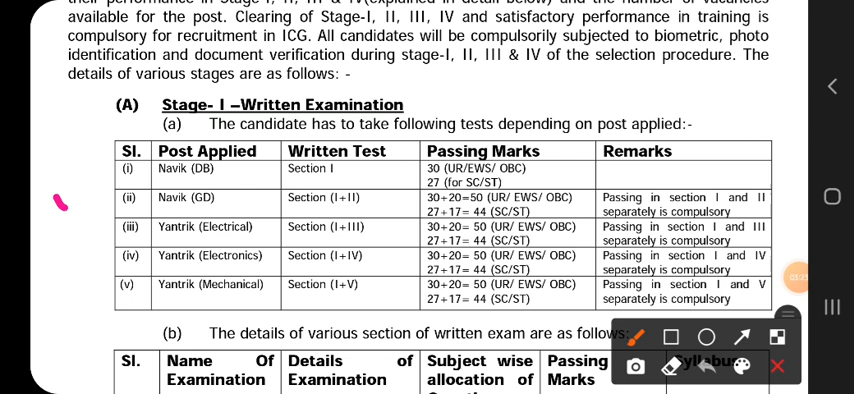 available for the post. Clearing of Stage-I, II, III, IV and satisfactory performance in training is
compulsory for recruitment in ICG. All candidates will be compulsorily subjected to biometric, photo
identification and document verification during stage-I, II, III & IV of the selection procedure. The
details of various stages are as follows: -
(A) Stage- I –Written Examination
(a) The candidate has to take following tests depending on post applied:-
Sl. Post Applied Written Test Passing Marks Remarks
(i) Navik (DB) Section I 30 (UR/EWS/ OBC)
27 (for SC/ST)
(ii) Navik (GD) Section (I+II) 30+20=50 (UR/ EWS/ OBC) Passing in section I and II
27+17= 44 (SC/ST) separately is compulsory
(iii) Yantrik (Electrical) Section (I+III) 30+20= 50 (UR/ EWS/ OBC) Passing in section I and III
27+17= 44 (SC/ST) separately is compulsory
(iv) Yantrik (Electronics) Section (I+IV) 30+20= 50 (UR/ EWS/ OBC) Passing in section I and IV
27+17= 44 (SC/ST) separately is compulsory
(v) Yantrik (Mechanical) Section (I+V) 30+20= 50 (UR/ EWS/ OBC) Passing in section I and V
27+17= 44 (SC/ST) separately is compulsory
(b) The details of various section of written exam are as follows:
Sl. Name Of Details of Subject wise Passing Syllabus
Examination Examination allocation of Marks